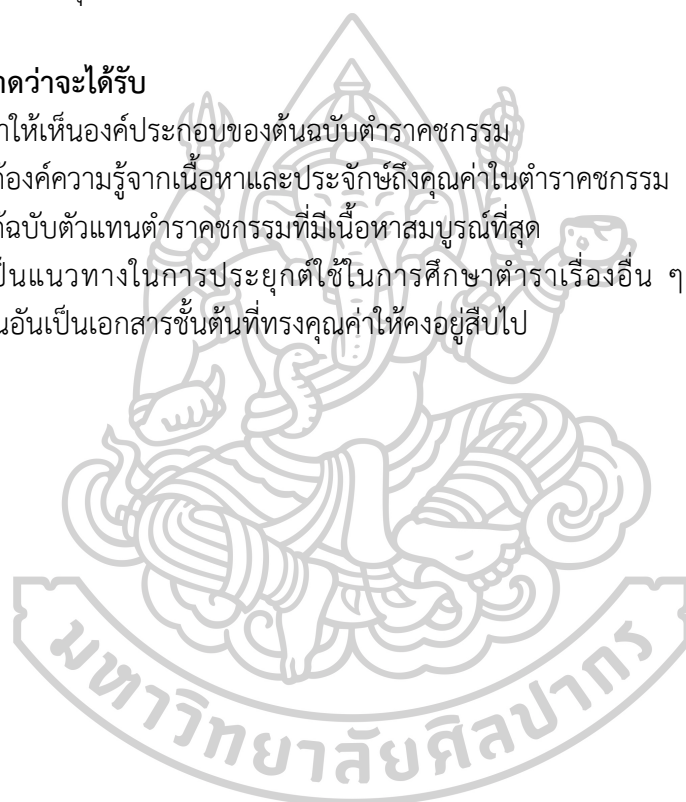 าดว่าจะได้รับ
าให้เห็นองค์ประกอบของต้นฉบับตำราคชกรรม
ด้องค์ความรู้จากเนื้อหาและประจักษ์ถึงคุณค่าในตำราคชกรรม
ด้ฉบับตัวแทนตำราคชกรรมที่มีเนื้อหาสมบูรณ์ที่สุด
ป็นแนวทางในการประยุกต์ใช้ในการศึกษาตำราเรื่องอื่น ๆ
นอันเป็นเอกสารชั้นต้นที่ทรงคุณค่าให้คงอยู่สืบไป
มหาวิทยาลัยศิลปากร